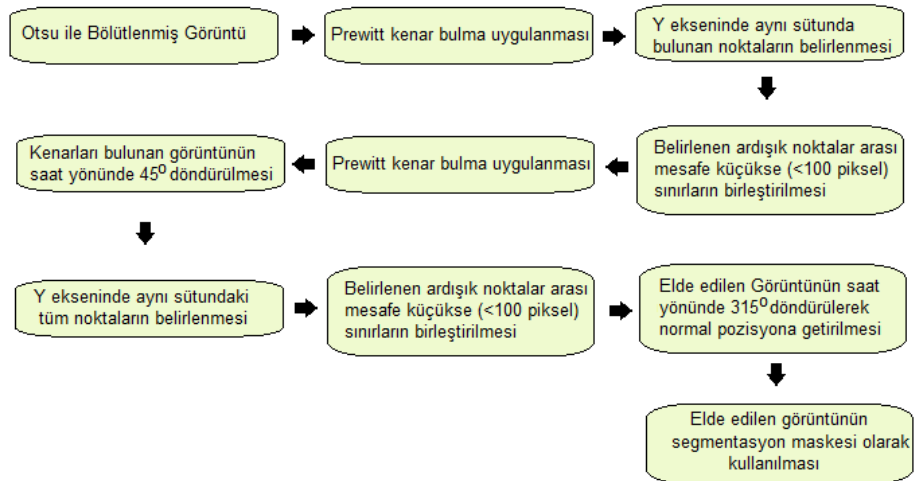 Otsu ile Bölütlenmiş Görüntü
Prewitt kenar bulma uygulanması
Y ekseninde aynı sütunda
bulunan noktaların belirlenmesi
Belirlenen ardışık noktalar arası
mesafe küçükse (<100 piksel)
sınırların birleştirilmesi
Prewitt kenar bulma uygulanması
Kenarları bulunan görüntünün
saat yönünde 45⁰ döndürülmesi
Y ekseninde aynı sütundaki
tüm noktaların belirlenmesi
Belirlenen ardışık noktalar arası
mesafe küçükse (<100 piksel)
sınırların birleştirilmesi
Elde edilen Görüntünün saat
yönünde 315⁰ döndürülerek
normal pozisyona getirilmesi
Elde edilen görüntünün
segmentasyon maskesi olarak
kullanılması